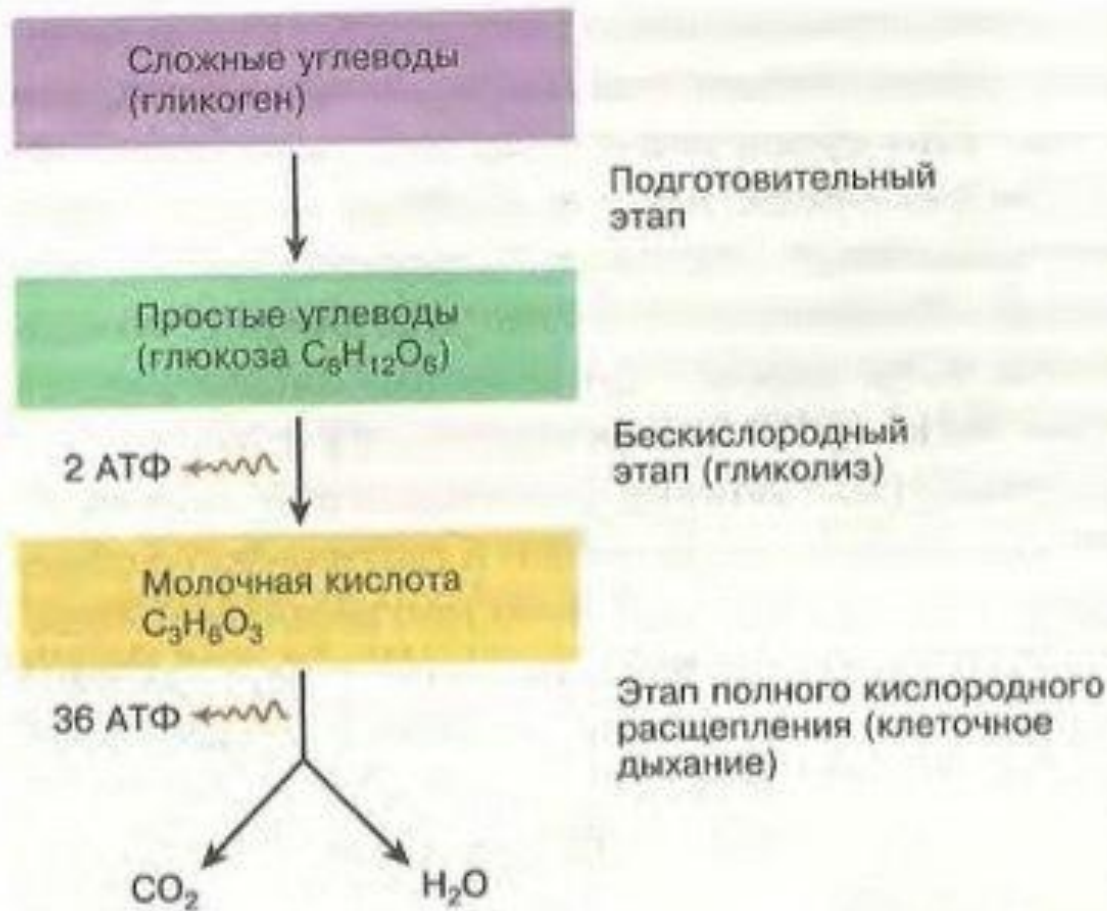 Сложные углеводы
(гликоген)
Подготовительный
этап
Простые углеводы
(глюкоза C₆H₁₂O₆)
2 АТФ
Бескислородный
этап (гликолиз)
Молочная кислота
C₃H₆O₃
36 АТФ
Этап полного кислородного
расщепления (клеточное
дыхание)
CO₂
H₂O